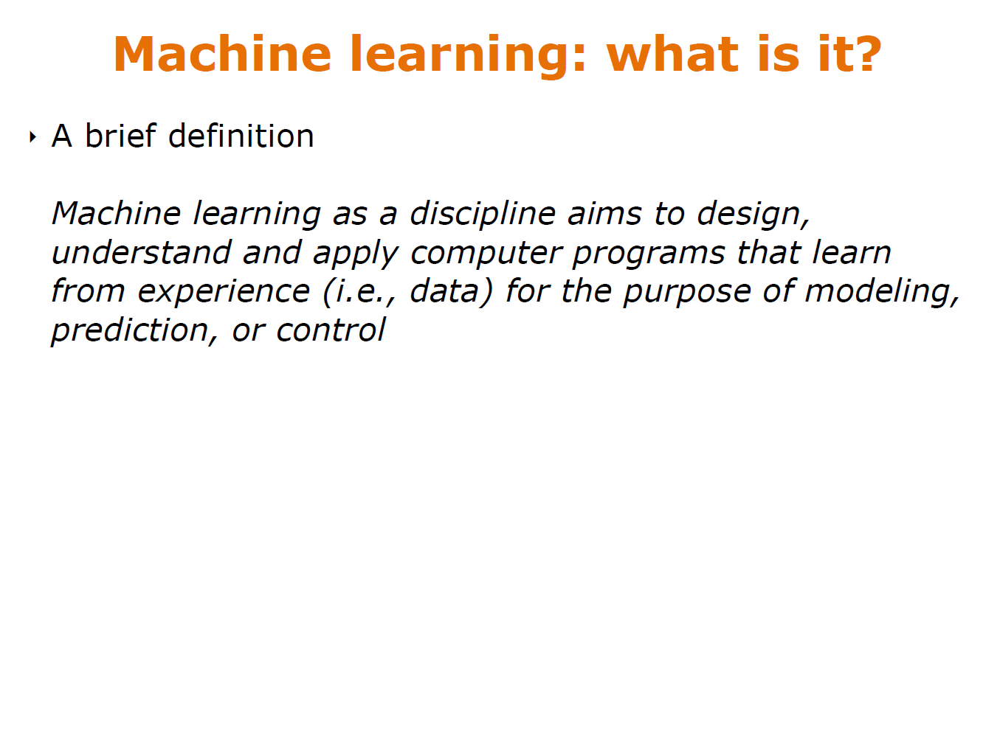 Machine learning: what is it?
A brief definition
Machine learning as a discipline aims to design,
understand and apply computer programs that learn
from experience (i.e., data) for the purpose of modeling,
prediction, or control